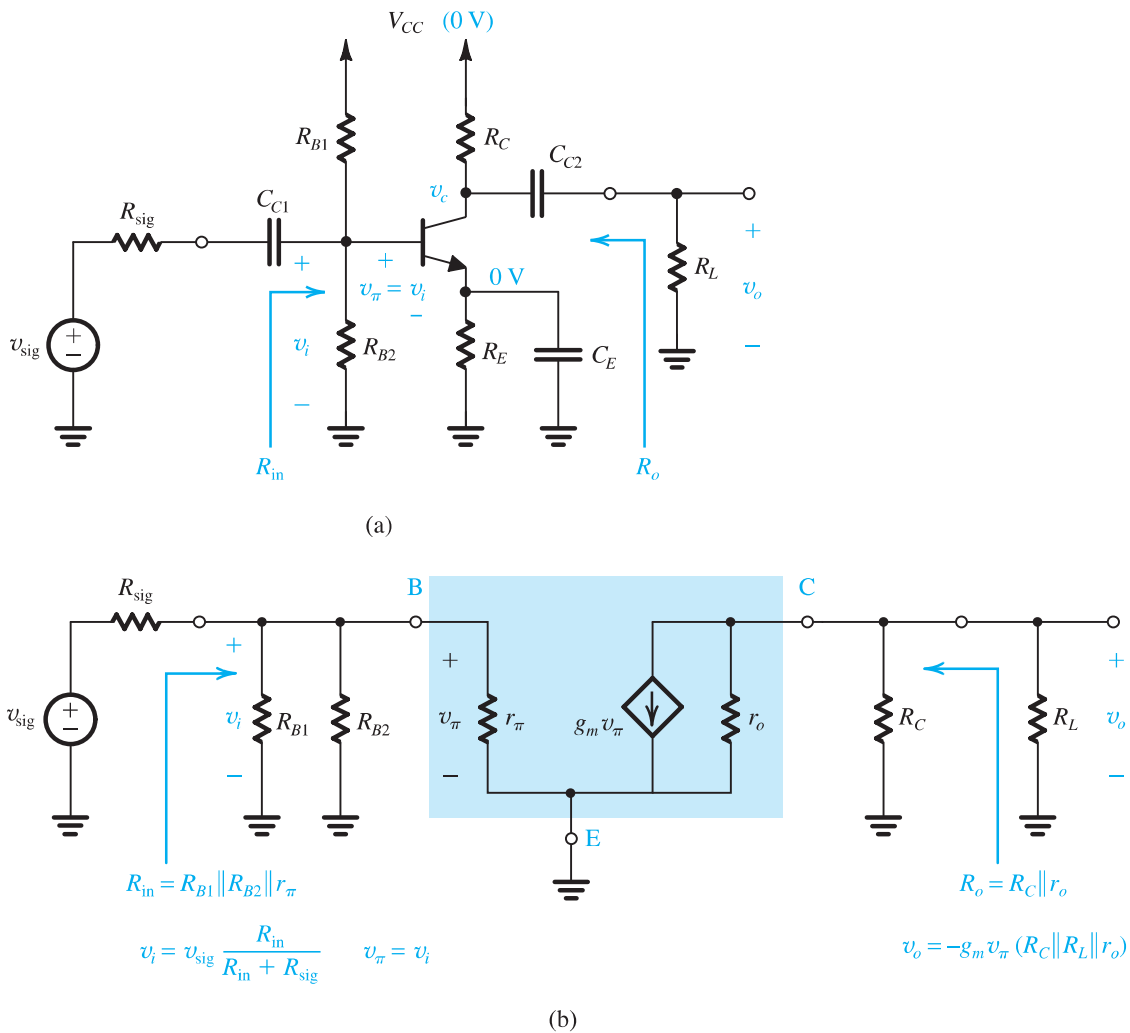 V_CC (0 V)
R_B1
R_C
C_C2
v_c
C_C1
R_sig
+
+
+
0 V
R_L
v_π = v_i
−
v_o
+
−
v_sig
v_i
R_B2
R_E
C_E
−
−
R_in
R_o
(a)
B
C
R_sig
+
+
+
v_sig
+
−
v_i
R_B1
R_B2
v_π
r_π
g_m v_π
r_o
R_C
R_L
v_o
−
−
−
E
R_in = R_B1 ∥ R_B2 ∥ r_π
R_o = R_C ∥ r_o
v_i = v_sig R_in / (R_in + R_sig) v_π = v_i
v_o = −g_m v_π (R_C ∥ R_L ∥ r_o)
(b)